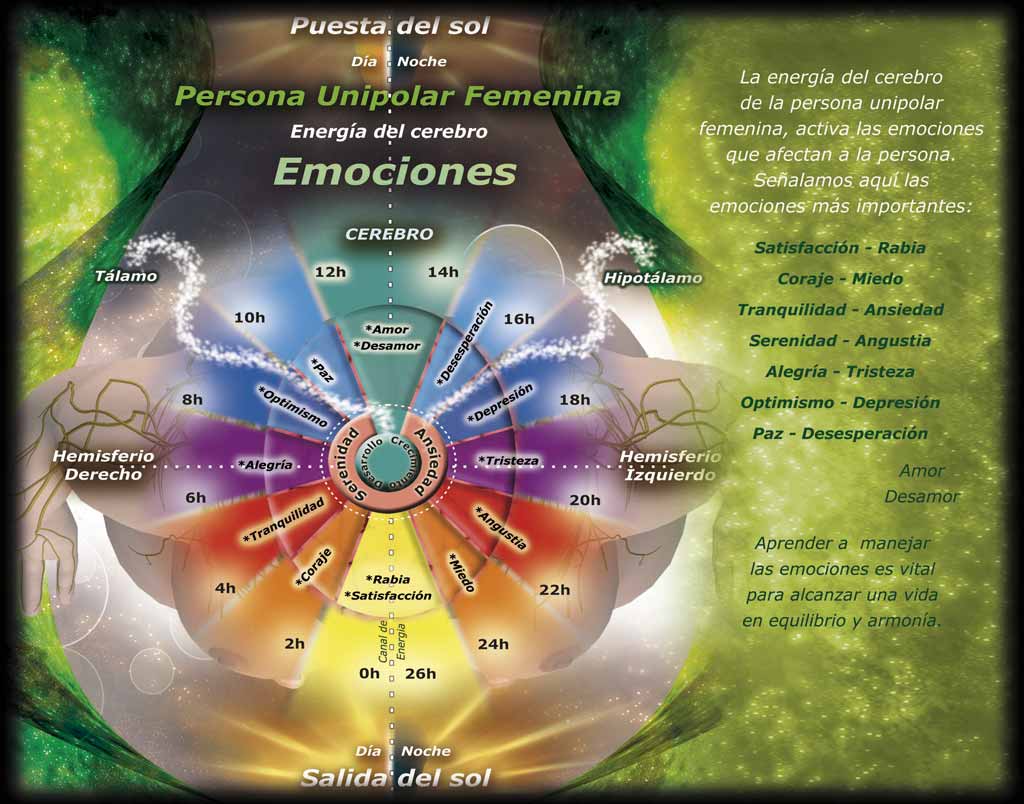 Puesta del sol
Día Noche
Persona Unipolar Femenina
Energía del cerebro
Emociones
CEREBRO
Tálamo
Hipotálamo
12h 14h
10h 16h
8h 18h
6h 20h
4h 22h
2h 24h
0h 26h
*Amor
*Desamor
*Paz
*Desesperación
*Optimismo
*Depresión
*Alegría
*Tristeza
*Tranquilidad
*Angustia
*Coraje
*Miedo
*Rabia
*Satisfacción
Serenidad
Ansiedad
Desarrollo
Crecimiento
Hemisferio
Derecho
Hemisferio
Izquierdo
Canal de
Energía
Día Noche
Salida del sol
La energía del cerebro
de la persona unipolar
femenina, activa las emociones
que afectan a la persona.
Señalamos aquí las
emociones más importantes:
Satisfacción - Rabia
Coraje - Miedo
Tranquilidad - Ansiedad
Serenidad - Angustia
Alegría - Tristeza
Optimismo - Depresión
Paz - Desesperación
Amor
Desamor
Aprender a manejar
las emociones es vital
para alcanzar una vida
en equilibrio y armonía.